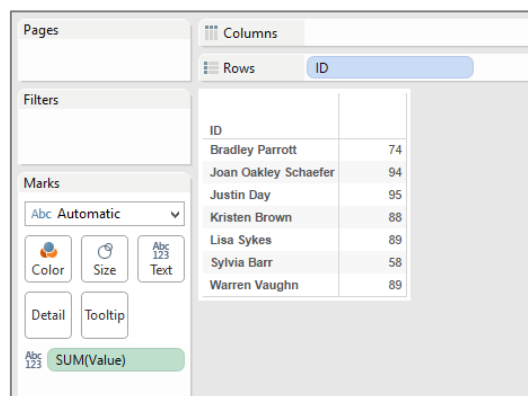 Pages
Columns
Rows
ID
Filters
ID
Bradley Parrott 74
Joan Oakley Schaefer 94
Justin Day 95
Kristen Brown 88
Lisa Sykes 89
Sylvia Barr 58
Warren Vaughn 89
Marks
Abc Automatic
Color
Size
Abc
123
Text
Detail
Tooltip
Abc
123
SUM(Value)